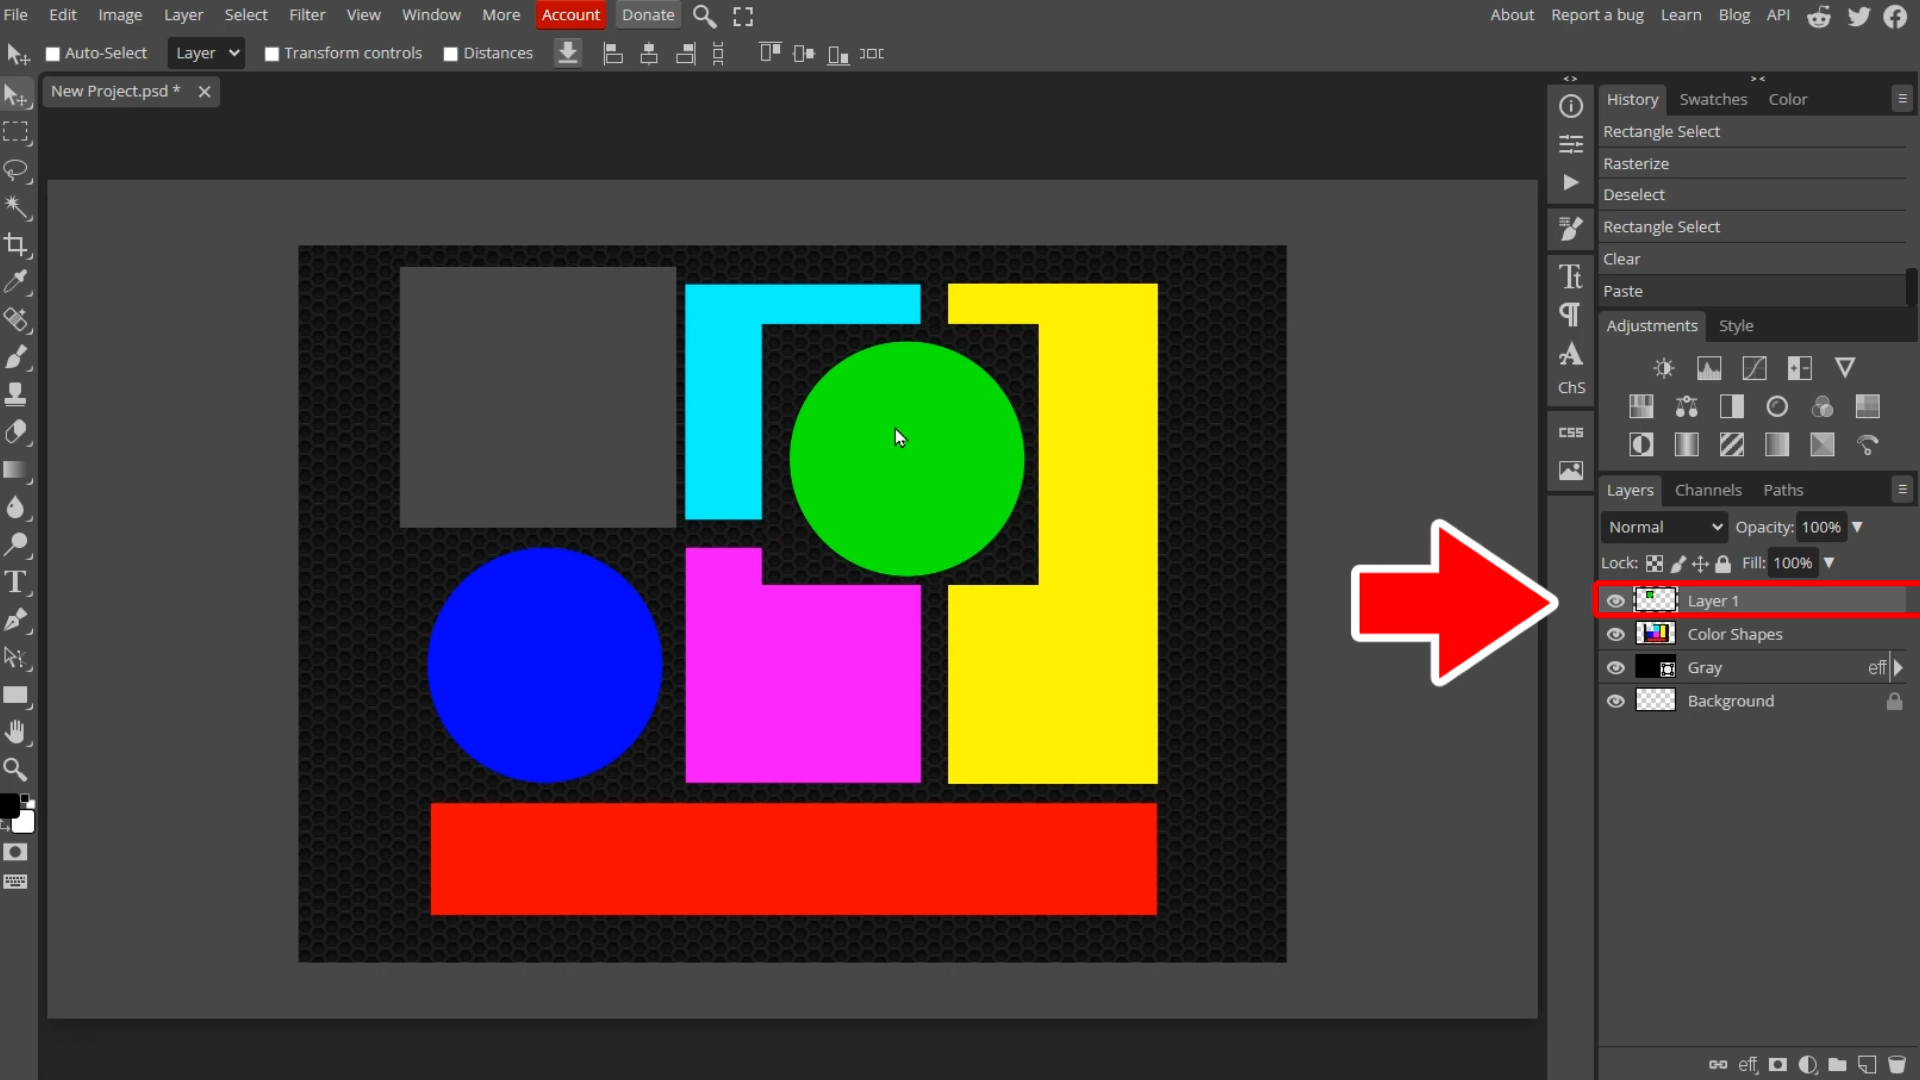 File Edit Image Layer Select Filter View Window More Account Donate About Report a bug Learn Blog API
Auto-Select Layer Transform controls Distances
New Project.psd *
History Swatches Color
Rectangle Select
Rasterize
Deselect
Rectangle Select
Clear
Paste
Adjustments Style
ChS
CSS
Layers Channels Paths
Normal Opacity: 100%
Lock: Fill: 100%
Layer 1
Color Shapes
Gray eff
Background
eff